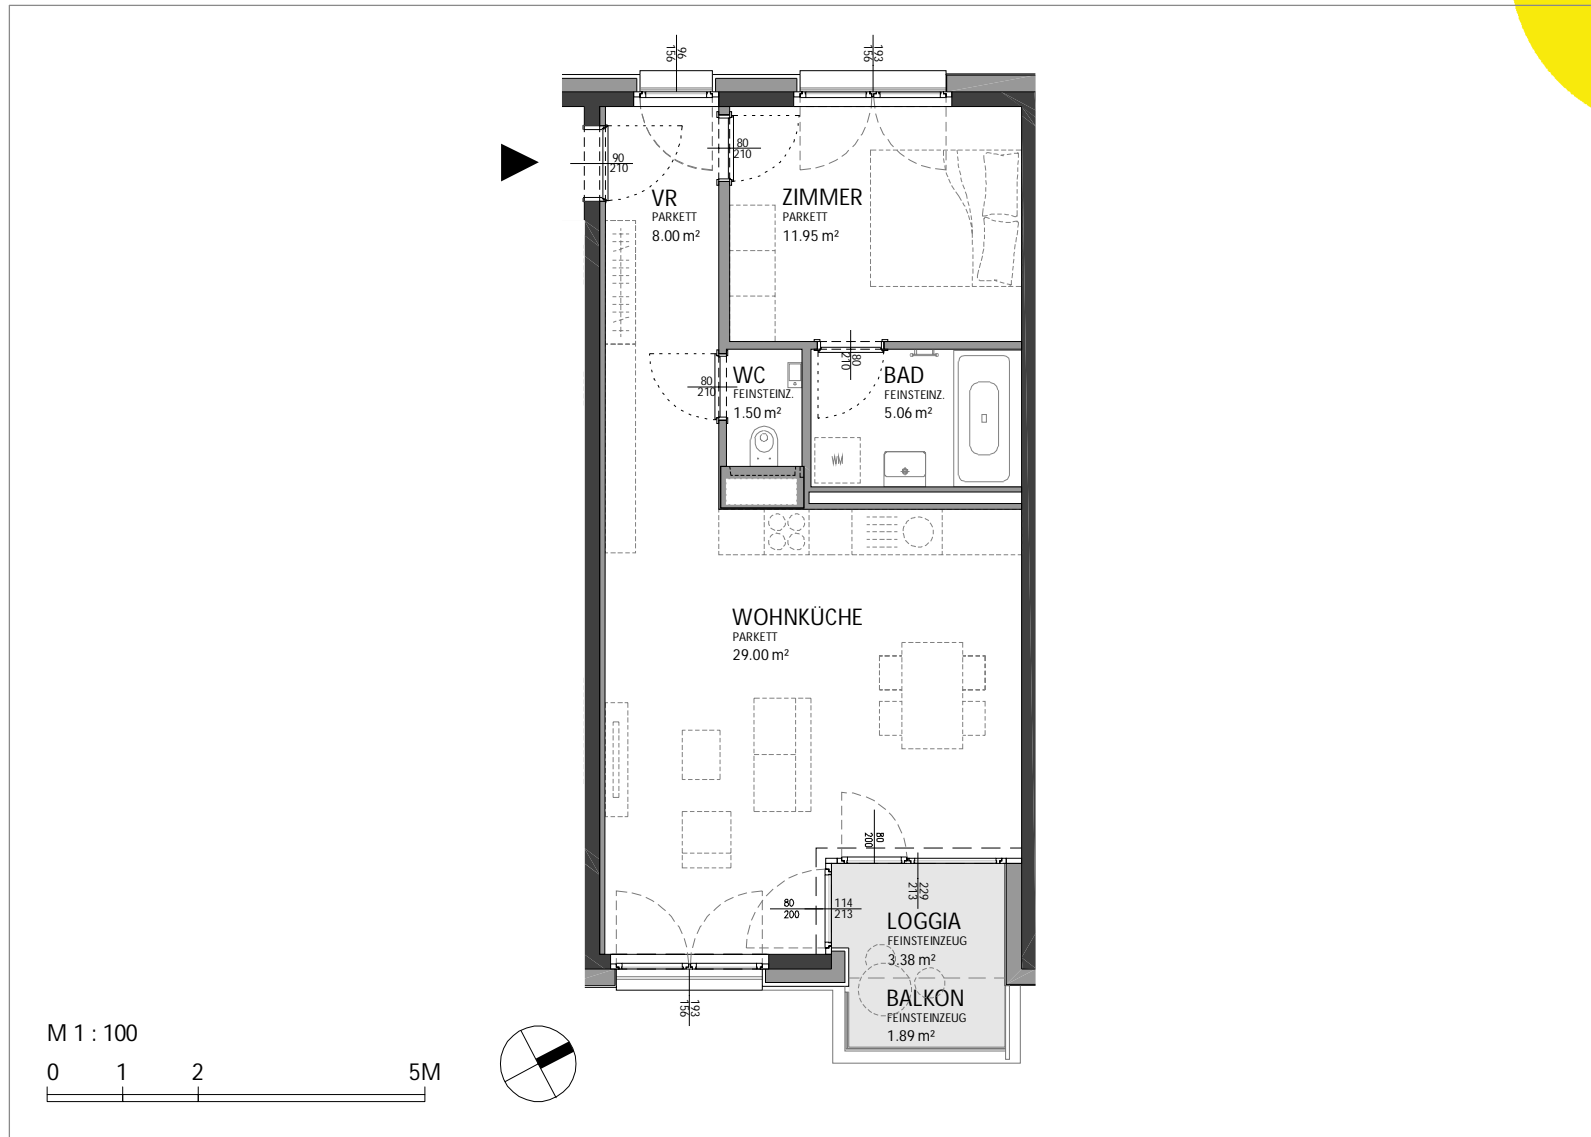 96
156
193
156
90
210
80
210
VR
PARKETT
8.00 m²
ZIMMER
PARKETT
11.95 m²
80
210
80
210
WC
FEINSTEINZ.
1.50 m²
BAD
FEINSTEINZ.
5.06 m²
WM
WOHNKÜCHE
PARKETT
29.00 m²
80
200
229
213
80
200
114
213
LOGGIA
FEINSTEINZEUG
3.38 m²
BALKON
FEINSTEINZEUG
1.89 m²
193
156
M 1 : 100
0 1 2 5M